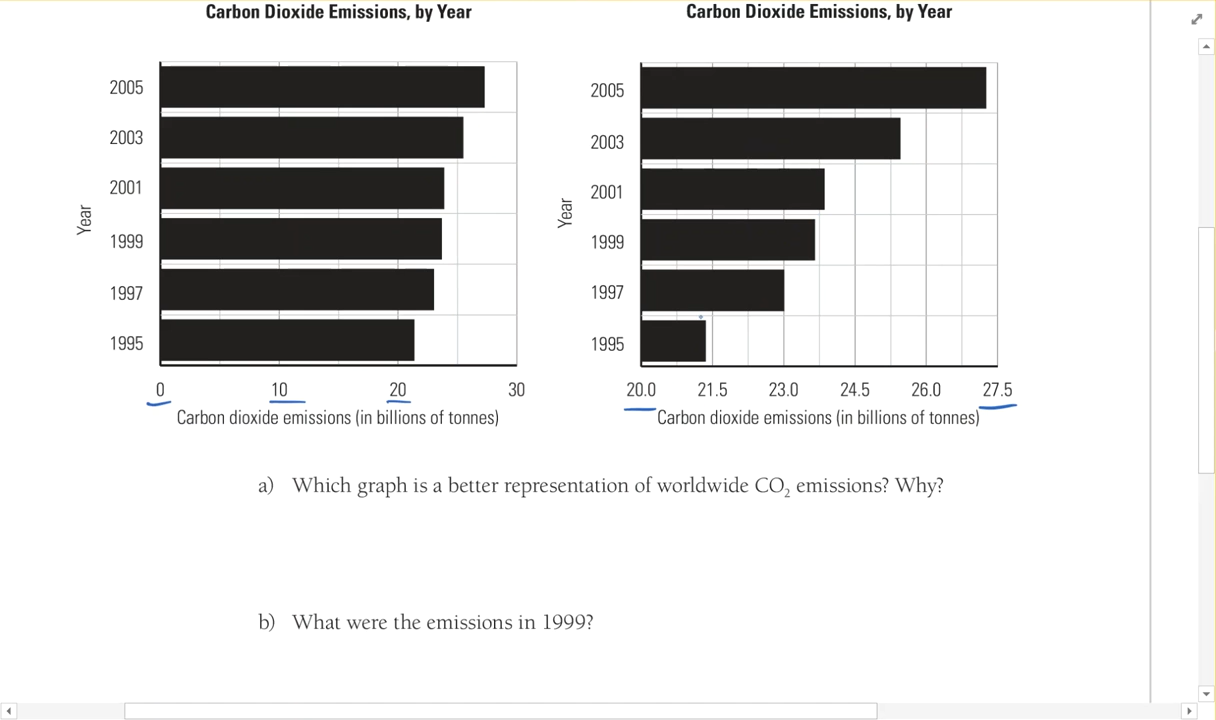 Carbon Dioxide Emissions, by Year
2005
2003
2001
1999
1997
1995
Year
0 10 20 30
Carbon dioxide emissions (in billions of tonnes)
Carbon Dioxide Emissions, by Year
2005
2003
2001
1999
1997
1995
Year
20.0 21.5 23.0 24.5 26.0 27.5
Carbon dioxide emissions (in billions of tonnes)
a) Which graph is a better representation of worldwide CO₂ emissions? Why?
b) What were the emissions in 1999?